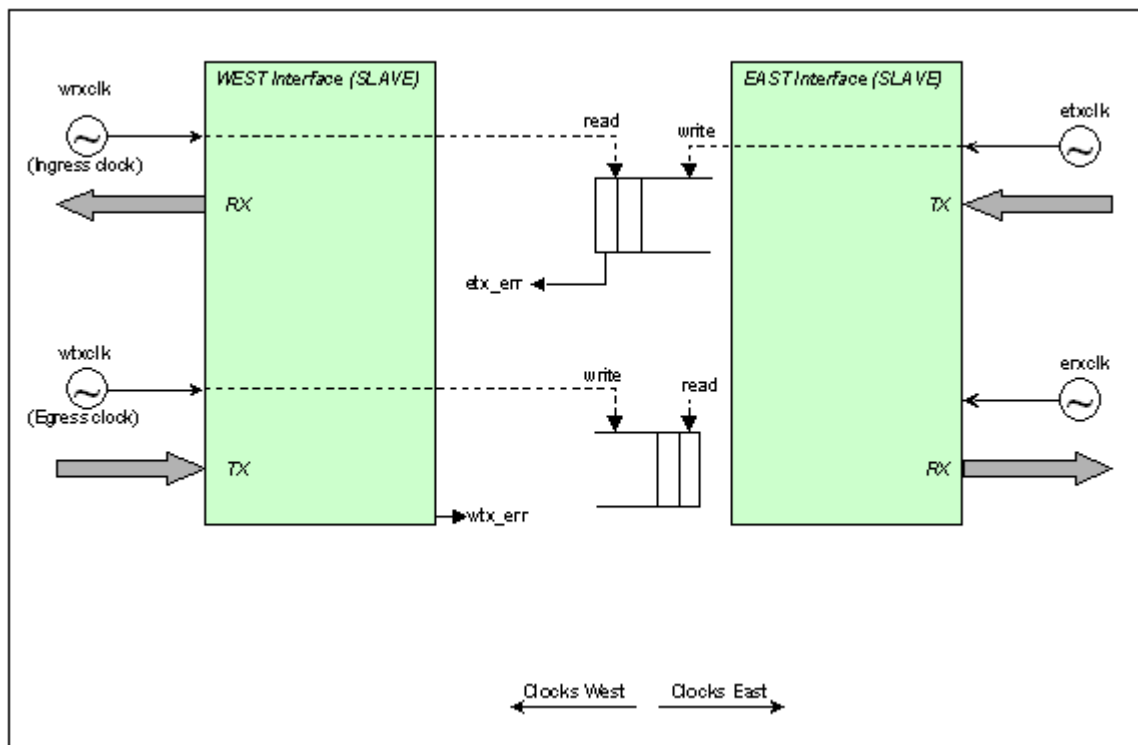 WEST Interface (SLAVE)
EAST Interface (SLAVE)
wrxclk
etxclk
read
write
(Ingress clock)
RX
TX
etx_err
wtxclk
erxclk
write
read
(Egress clock)
TX
RX
wtx_err
Clocks West
Clocks East